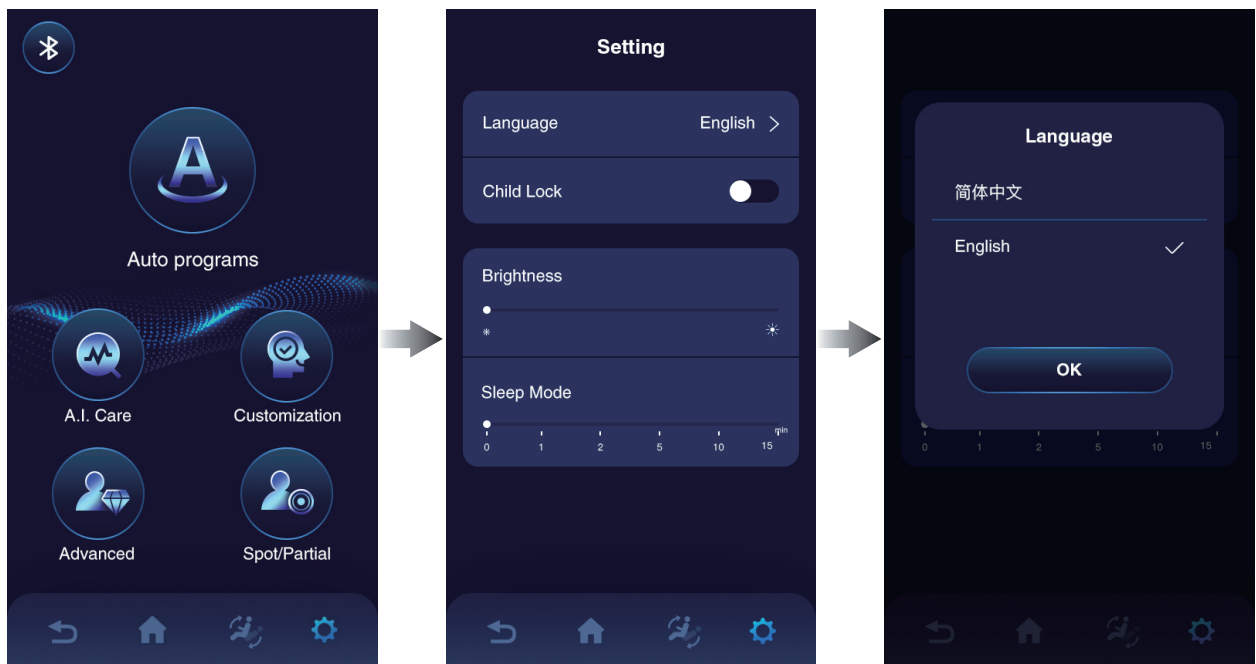 A
Auto programs
A.I. Care
Customization
Advanced
Spot/Partial
Setting
Language English
Child Lock
Brightness
Sleep Mode
min
0 1 2 5 10 15
Language
简体中文
English
OK
0 1 2 5 10 15